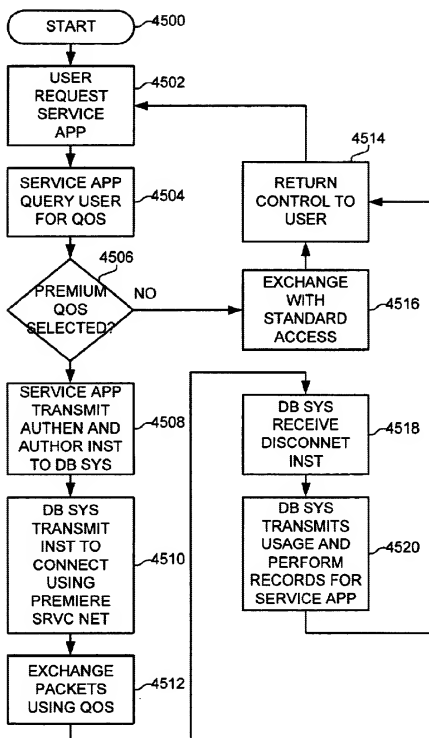 START
4500
USER
REQUEST
SERVICE
APP
4502
SERVICE APP
QUERY USER
FOR QOS
4504
4506
PREMIUM
QOS
SELECTED?
NO
SERVICE APP
TRANSMIT
AUTHEN AND
AUTHOR INST
TO DB SYS
4508
DB SYS
TRANSMIT
INST TO
CONNECT
USING
PREMIERE
SRVC NET
4510
EXCHANGE
PACKETS
USING QOS
4512
4514
RETURN
CONTROL TO
USER
EXCHANGE
WITH
STANDARD
ACCESS
4516
DB SYS
RECEIVE
DISCONNET
INST
4518
DB SYS
TRANSMITS
USAGE AND
PERFORM
RECORDS FOR
SERVICE APP
4520